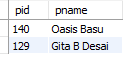 pid pname
140 Oasis Basu
129 Gita B Desai